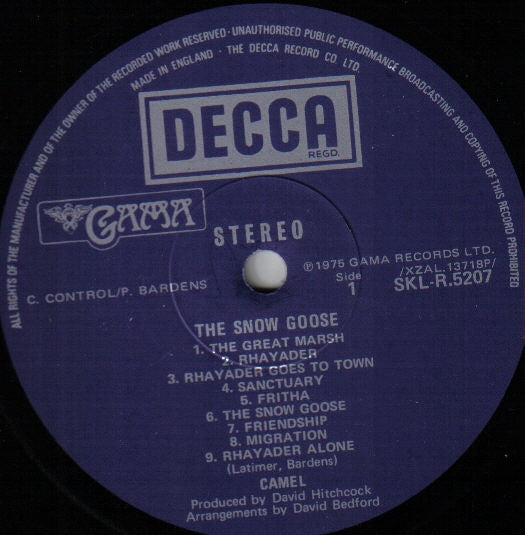 ALL RIGHTS OF THE MANUFACTURER AND OF THE OWNER OF THE RECORDED WORK RESERVED · UNAUTHORISED PUBLIC PERFORMANCE BROADCASTING AND COPYING OF THIS RECORD PROHIBITED
MADE IN ENGLAND · THE DECCA RECORD CO. LTD.
DECCA
REGD.
GAMA
STEREO
℗1975 GAMA RECORDS LTD.
/XZAL.13718P/
Side
1
SKL-R.5207
C. CONTROL/P. BARDENS
THE SNOW GOOSE
1. THE GREAT MARSH
2. RHAYADER
3. RHAYADER GOES TO TOWN
4. SANCTUARY
5. FRITHA
6. THE SNOW GOOSE
7. FRIENDSHIP
8. MIGRATION
9. RHAYADER ALONE
(Latimer, Bardens)
CAMEL
Produced by David Hitchcock
Arrangements by David Bedford